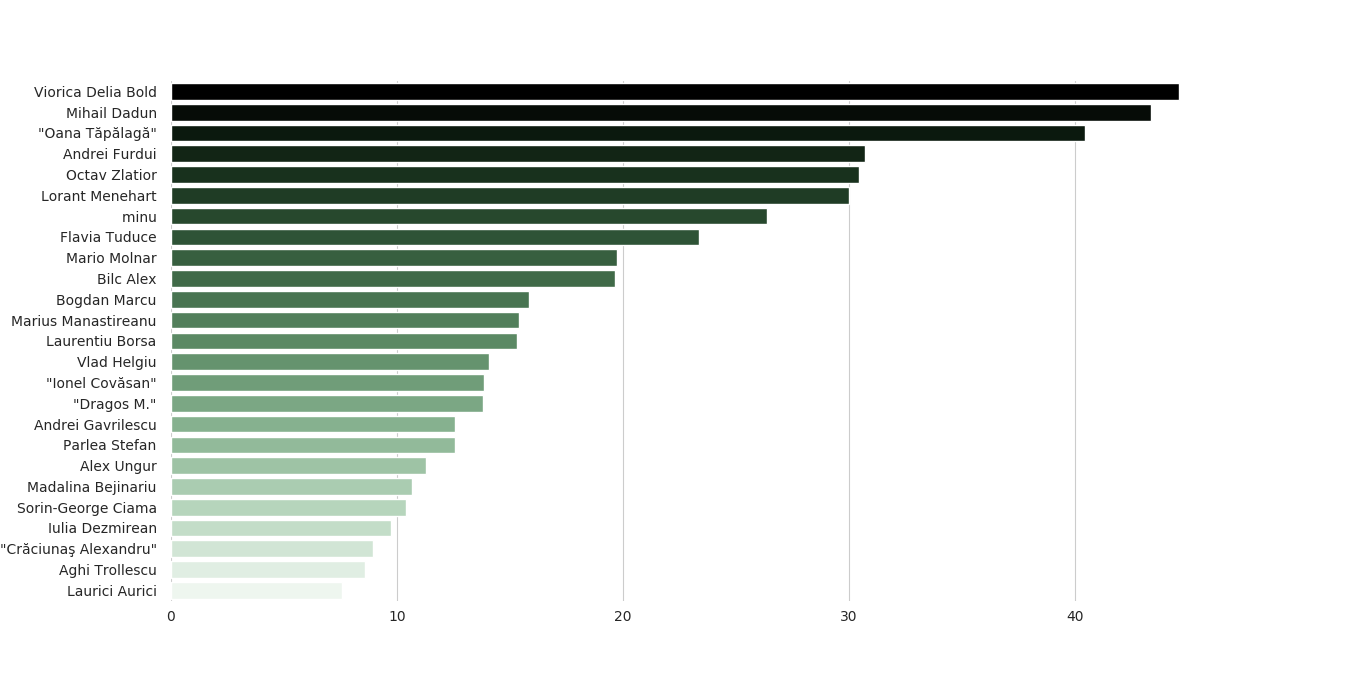 Viorica Delia Bold
Mihail Dadun
"Oana Tăpălagă"
Andrei Furdui
Octav Zlatior
Lorant Menehart
minu
Flavia Tuduce
Mario Molnar
Bilc Alex
Bogdan Marcu
Marius Manastireanu
Laurentiu Borsa
Vlad Helgiu
"Ionel Covăsan"
"Dragos M."
Andrei Gavrilescu
Parlea Stefan
Alex Ungur
Madalina Bejinariu
Sorin-George Ciama
Iulia Dezmirean
"Crăciunaş Alexandru"
Aghi Trollescu
Laurici Aurici
0 10 20 30 40